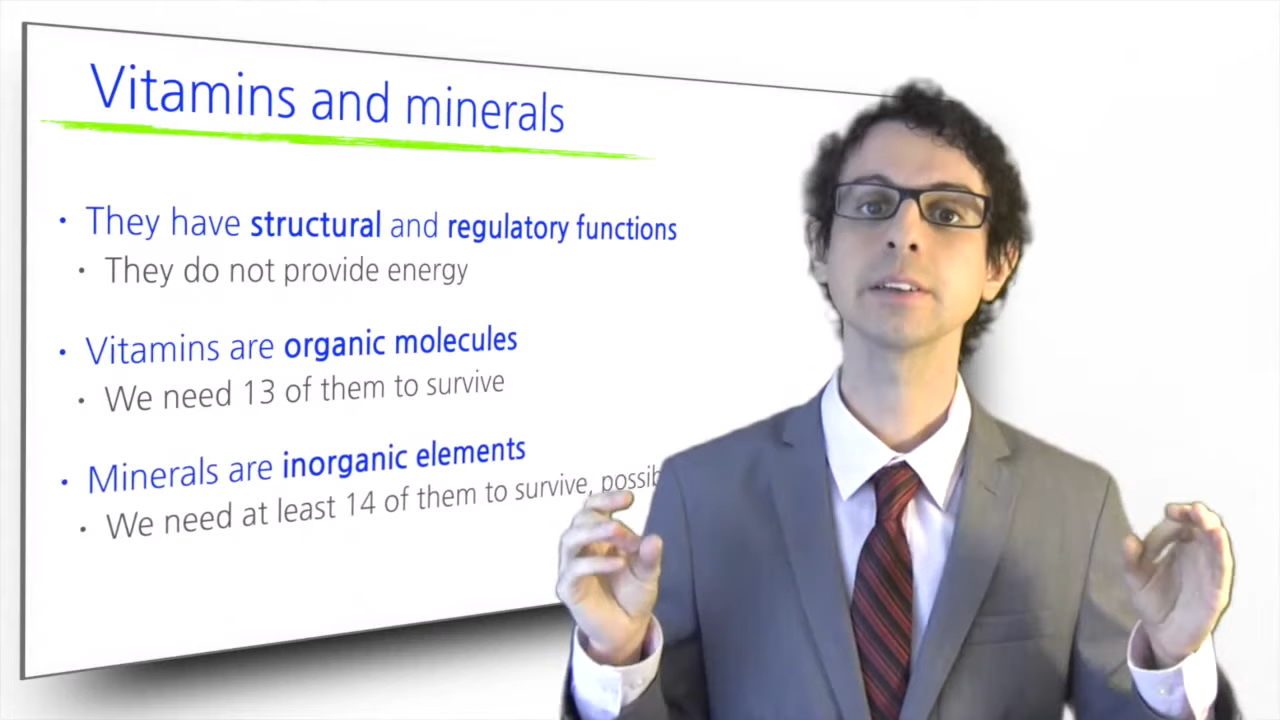 Vitamins and minerals
• They have structural and regulatory functions
• They do not provide energy
• Vitamins are organic molecules
• We need 13 of them to survive
• Minerals are inorganic elements
• We need at least 14 of them to survive,